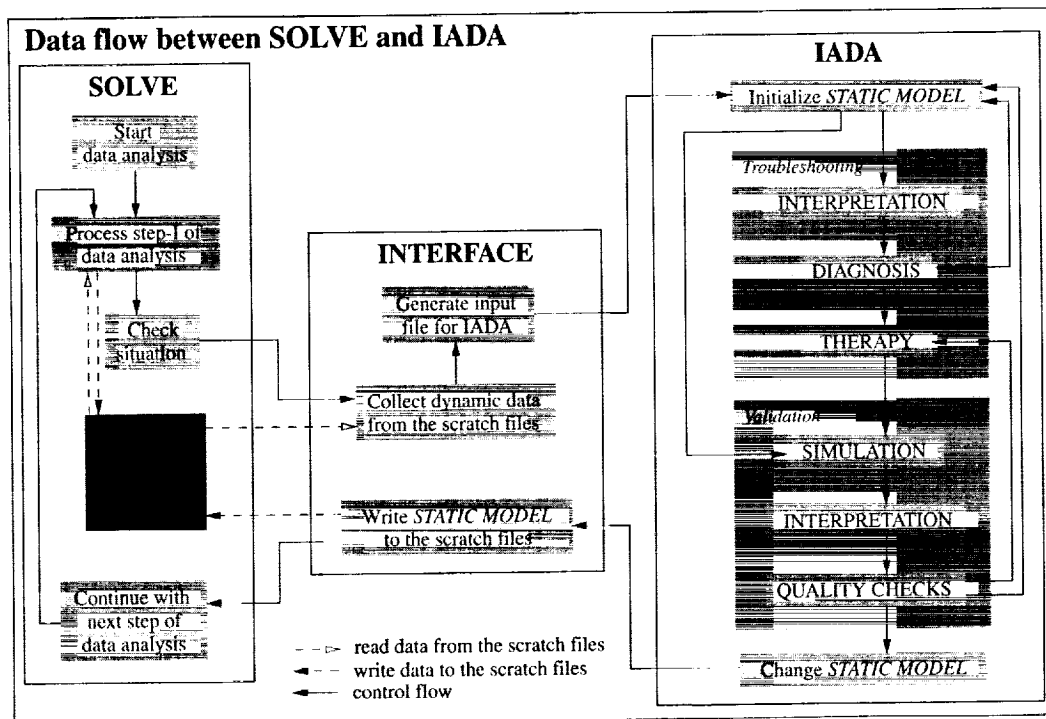 Data flow between SOLVE and IADA
SOLVE
Start
data analysis
Process step-I of
data analysis
Check
situation
Continue with
next step of
data analysis
INTERFACE
Generate input
file for IADA
Collect dynamic data
from the scratch files
Write STATIC MODEL
to the scratch files
read data from the scratch files
write data to the scratch files
control flow
IADA
Initialize STATIC MODEL
Troubleshooting
INTERPRETATION
DIAGNOSIS
THERAPY
Validation
SIMULATION
INTERPRETATION
QUALITY CHECKS
Change STATIC MODEL